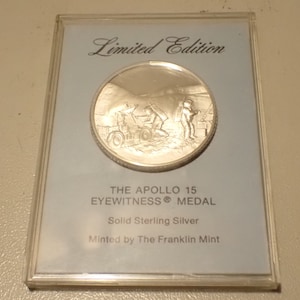 Limited Edition
THE APOLLO 15
EYEWITNESS® MEDAL
Solid Sterling Silver
Minted by The Franklin Mint